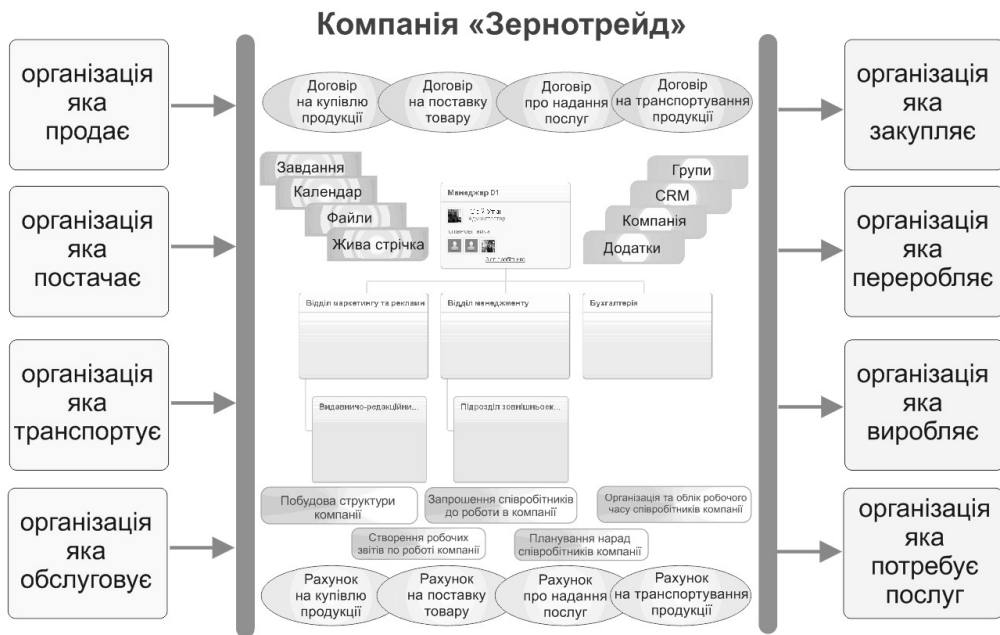 Компанія «Зернотрейд»
організація
яка
продає
організація
яка
постачає
організація
яка
транспортує
організація
яка
обслуговує
Договір
на купівлю
продукції
Договір
на поставку
товару
Договір
про надання
послуг
Договір
на транспортування
продукції
Завдання
Календар
Файли
Жива стрічка
Менеджер 01
Групи
CRM
Компанія
Додатки
Відділ маркетингу та реклами
Відділ менеджменту
Бухгалтерія
Видавничо-редакційни...
Підрозділ зовнішньоек...
Побудова структури
компанії
Запрошення співробітників
до роботи в компанії
Організація та облік робочого
часу співробітників компанії
Створення робочих
звітів по роботі компанії
Планування нарад
співробітників компанії
Рахунок
на купівлю
продукції
Рахунок
на поставку
товару
Рахунок
про надання
послуг
Рахунок
на транспортування
продукції
організація
яка
закупляє
організація
яка
переробляє
організація
яка
виробляє
організація
яка
потребує
послуг